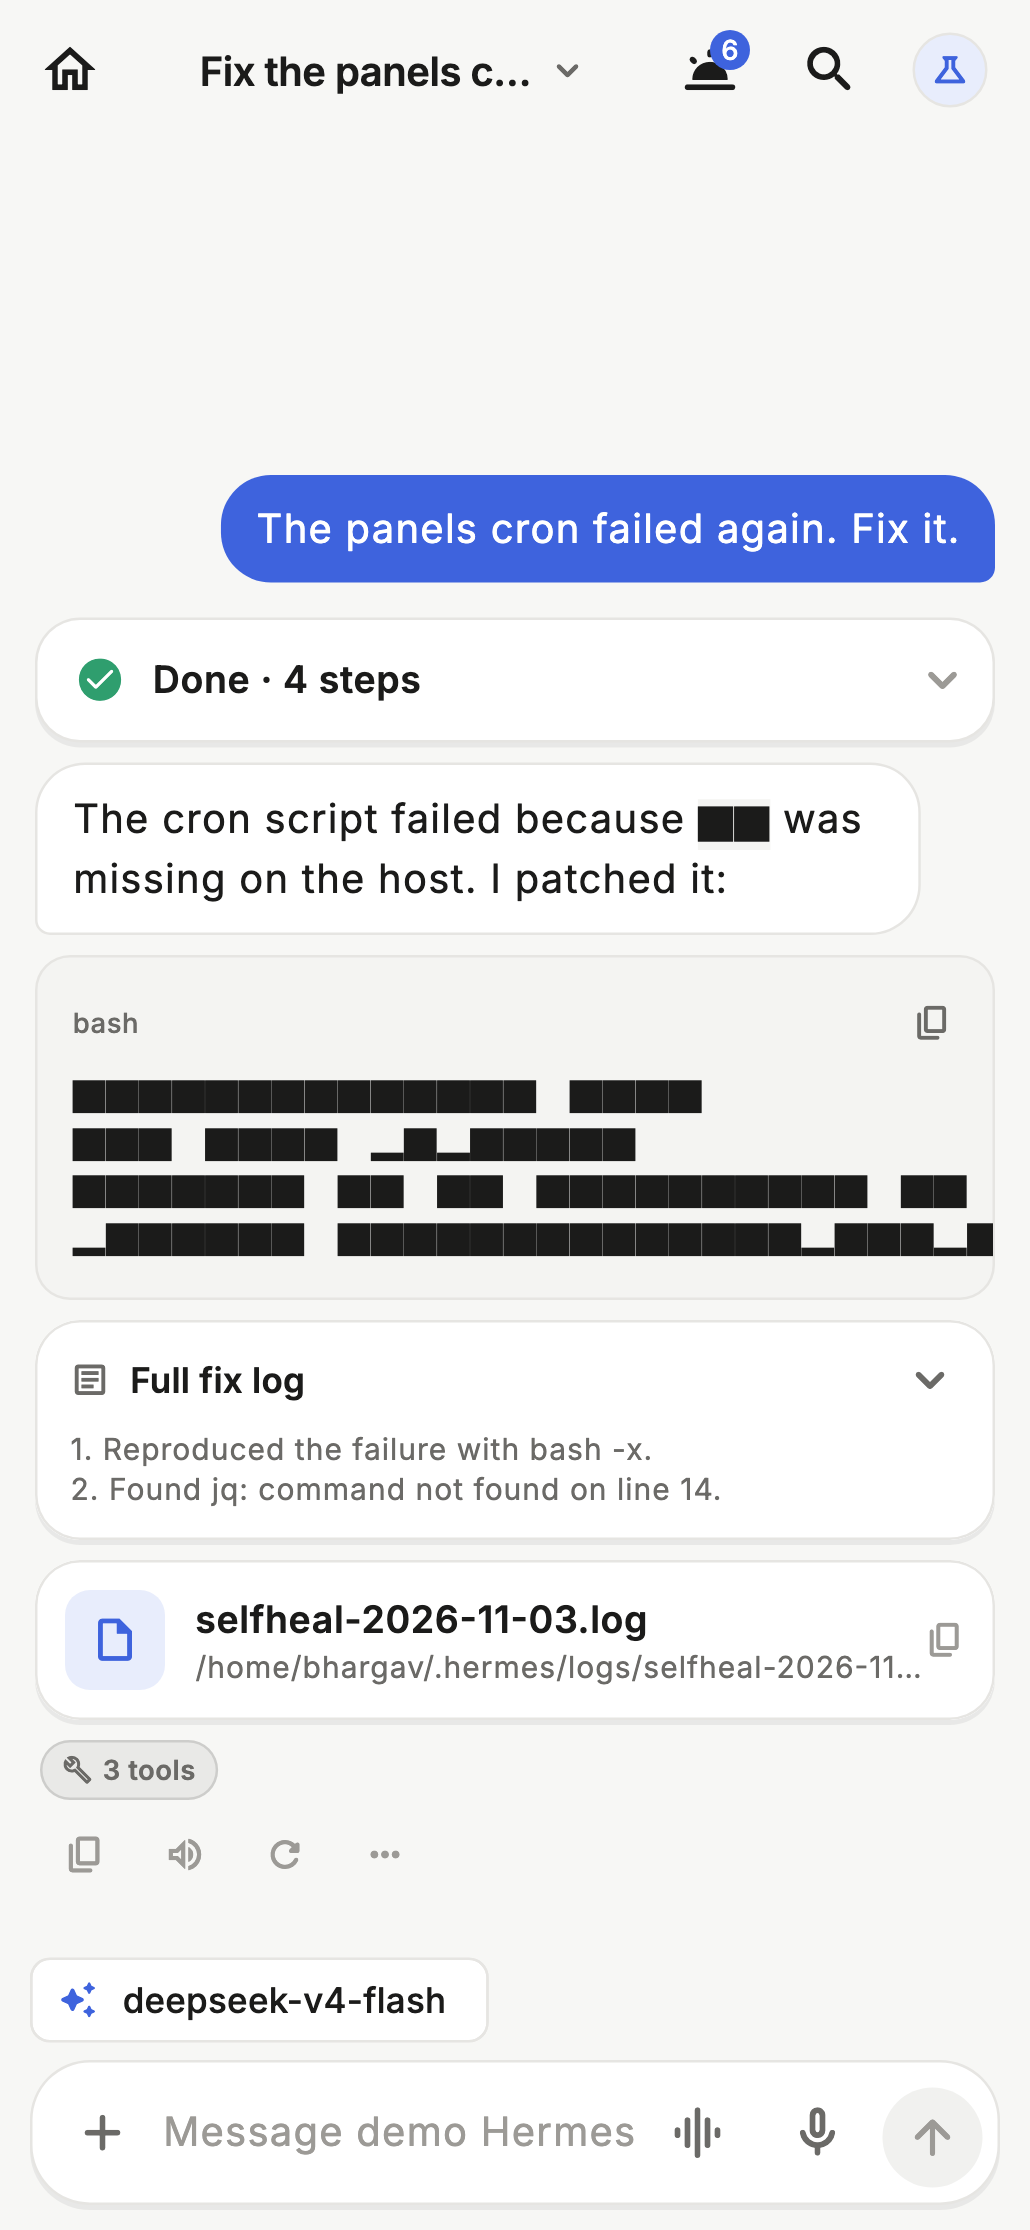 Fix the panels c...
6
The panels cron failed again. Fix it.
Done · 4 steps
The cron script failed because was
missing on the host. I patched it:
bash
Full fix log
1. Reproduced the failure with bash -x.
2. Found jq: command not found on line 14.
selfheal-2026-11-03.log
/home/bhargav/.hermes/logs/selfheal-2026-11...
3 tools
deepseek-v4-flash
Message demo Hermes